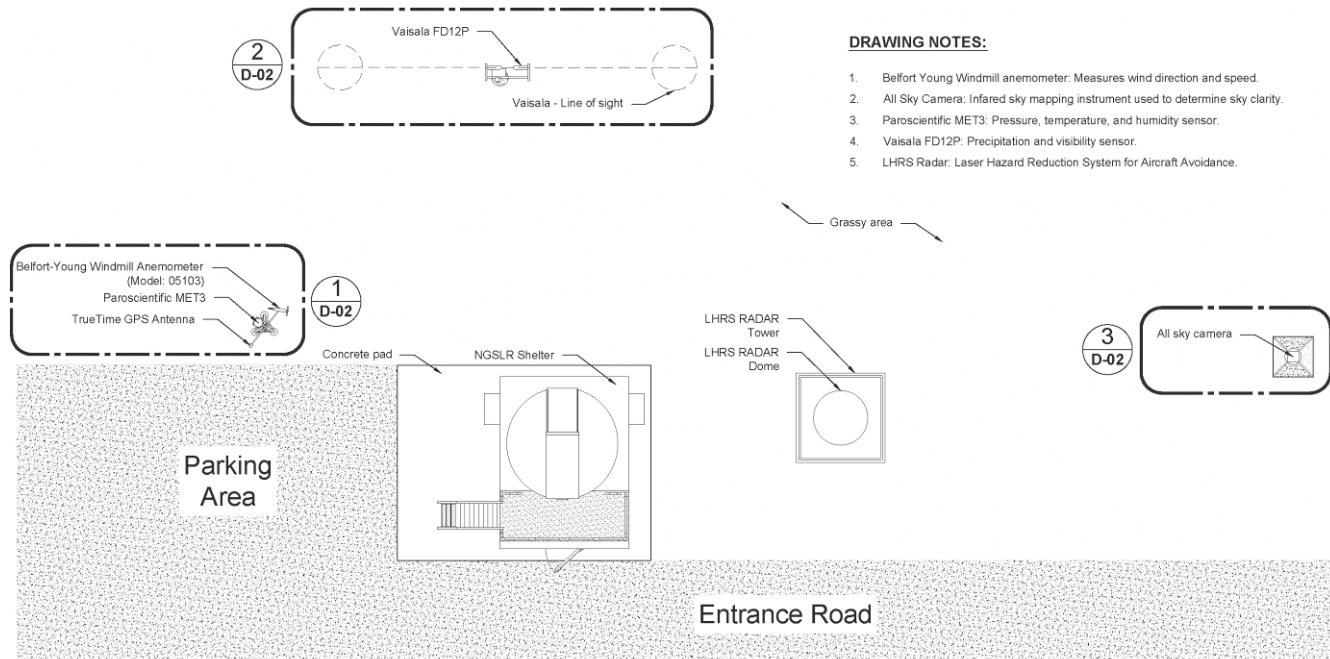 Vaisala FD12P
2
D-02
Vaisala - Line of sight
DRAWING NOTES:
1. Belfort Young Windmill anemometer: Measures wind direction and speed.
2. All Sky Camera: Infared sky mapping instrument used to determine sky clarity.
3. Paroscientific MET3: Pressure, temperature, and humidity sensor.
4. Vaisala FD12P: Precipitation and visibility sensor.
5. LHRS Radar: Laser Hazard Reduction System for Aircraft Avoidance.
Grassy area
Belfort-Young Windmill Anemometer
(Model: 05103)
Paroscientific MET3
TrueTime GPS Antenna
1
D-02
Concrete pad
NGSLR Shelter
LHRS RADAR
Tower
LHRS RADAR
Dome
3
D-02
All sky camera
Parking
Area
Entrance Road